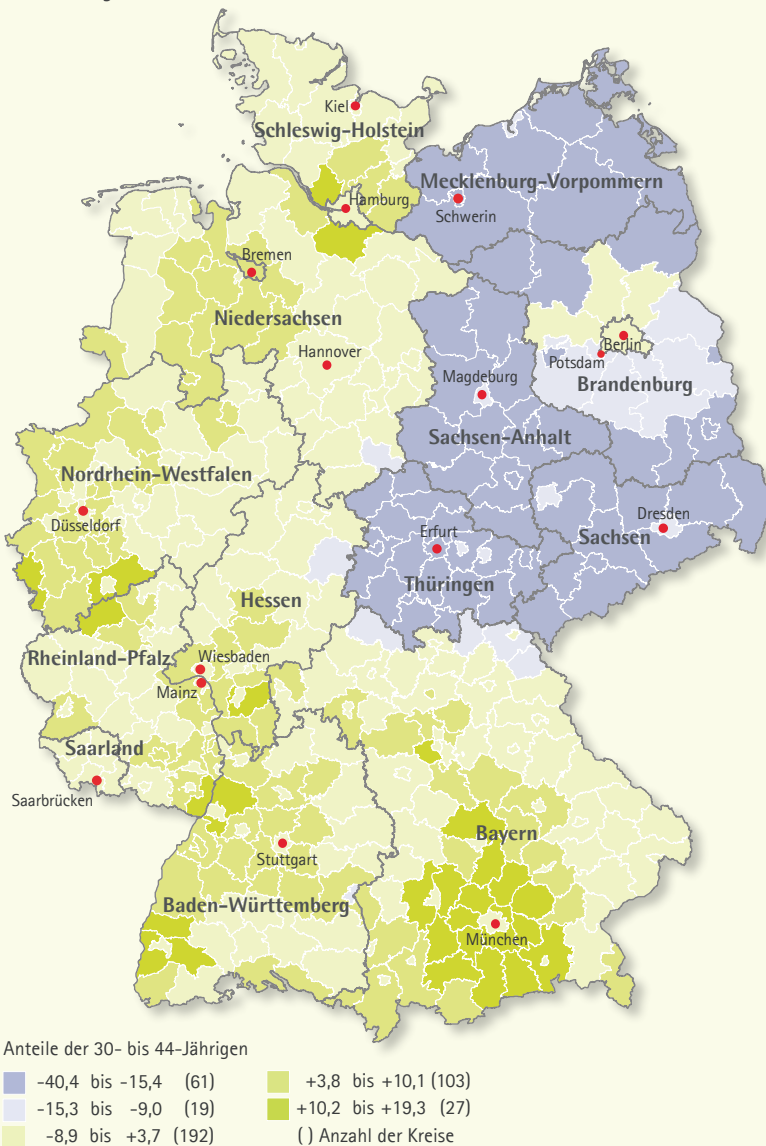 Kiel
Schleswig-Holstein
Mecklenburg-Vorpommern
Hamburg
Schwerin
Bremen
Niedersachsen
Berlin
Hannover
Potsdam
Magdeburg
Brandenburg
Sachsen-Anhalt
Nordrhein-Westfalen
Düsseldorf
Dresden
Erfurt
Sachsen
Thüringen
Hessen
Rheinland-Pfalz
Wiesbaden
Mainz
Saarland
Saarbrücken
Bayern
Stuttgart
Baden-Württemberg
München
Anteile der 30- bis 44-Jährigen
-40,4 bis -15,4 (61)
-15,3 bis -9,0 (19)
-8,9 bis +3,7 (192)
+3,8 bis +10,1 (103)
+10,2 bis +19,3 (27)
( ) Anzahl der Kreise